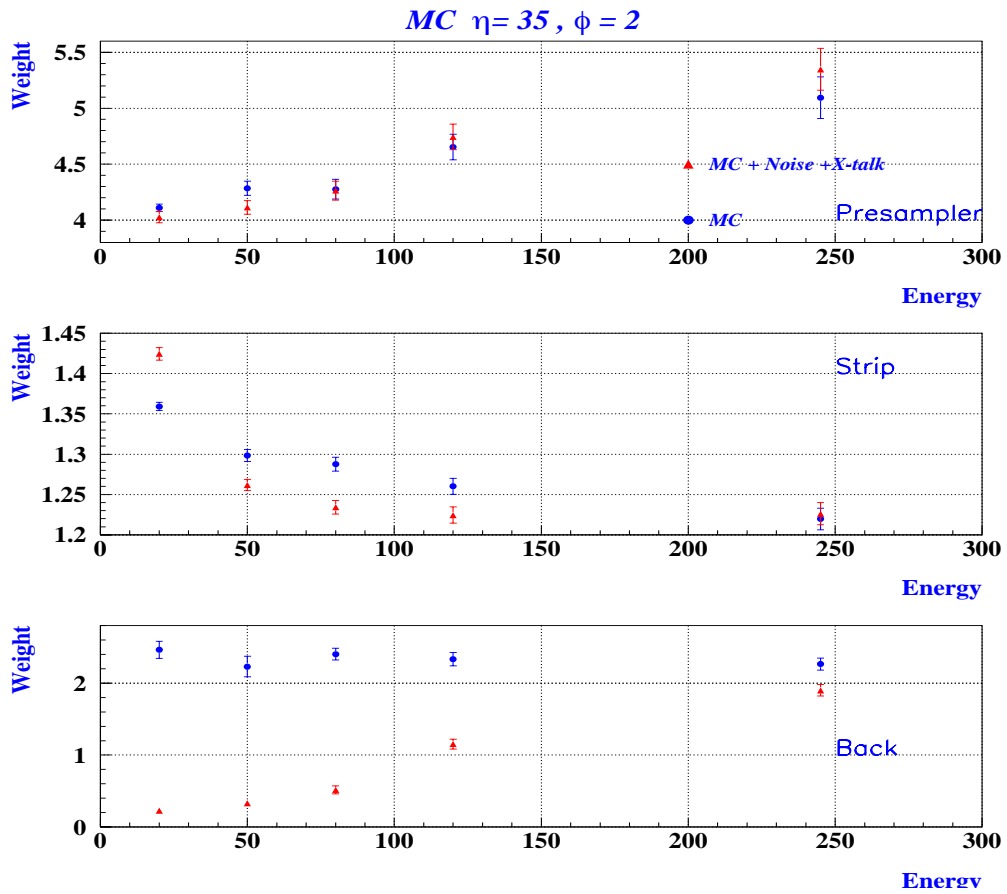 MC η= 35 , ϕ = 2
Weight
5.5
5
4.5
4
MC + Noise +X-talk
MC
Presampler
0 50 100 150 200 250 300
Energy
Weight
1.45
1.4
1.35
1.3
1.25
1.2
Strip
0 50 100 150 200 250 300
Energy
Weight
2
1
0
Back
0 50 100 150 200 250 300
Energy